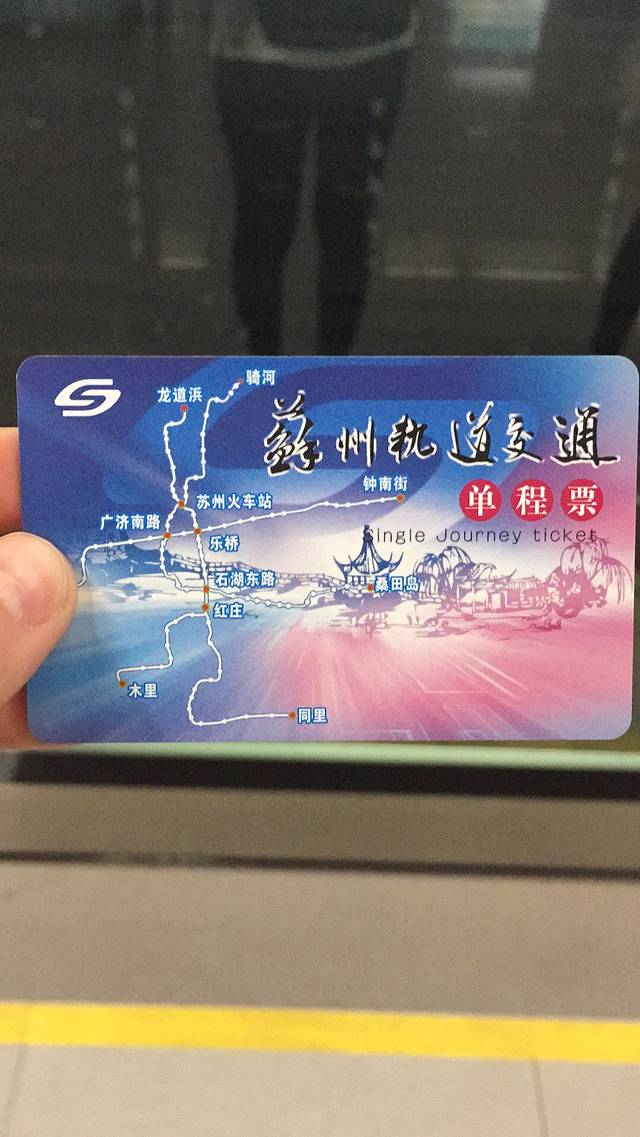 骑河
龙道浜
蘇州轨道交通
钟南街
苏州火车站
单程票
广济南路
乐桥
Single Journey ticket
石湖东路
桑田岛
红庄
木里
同里